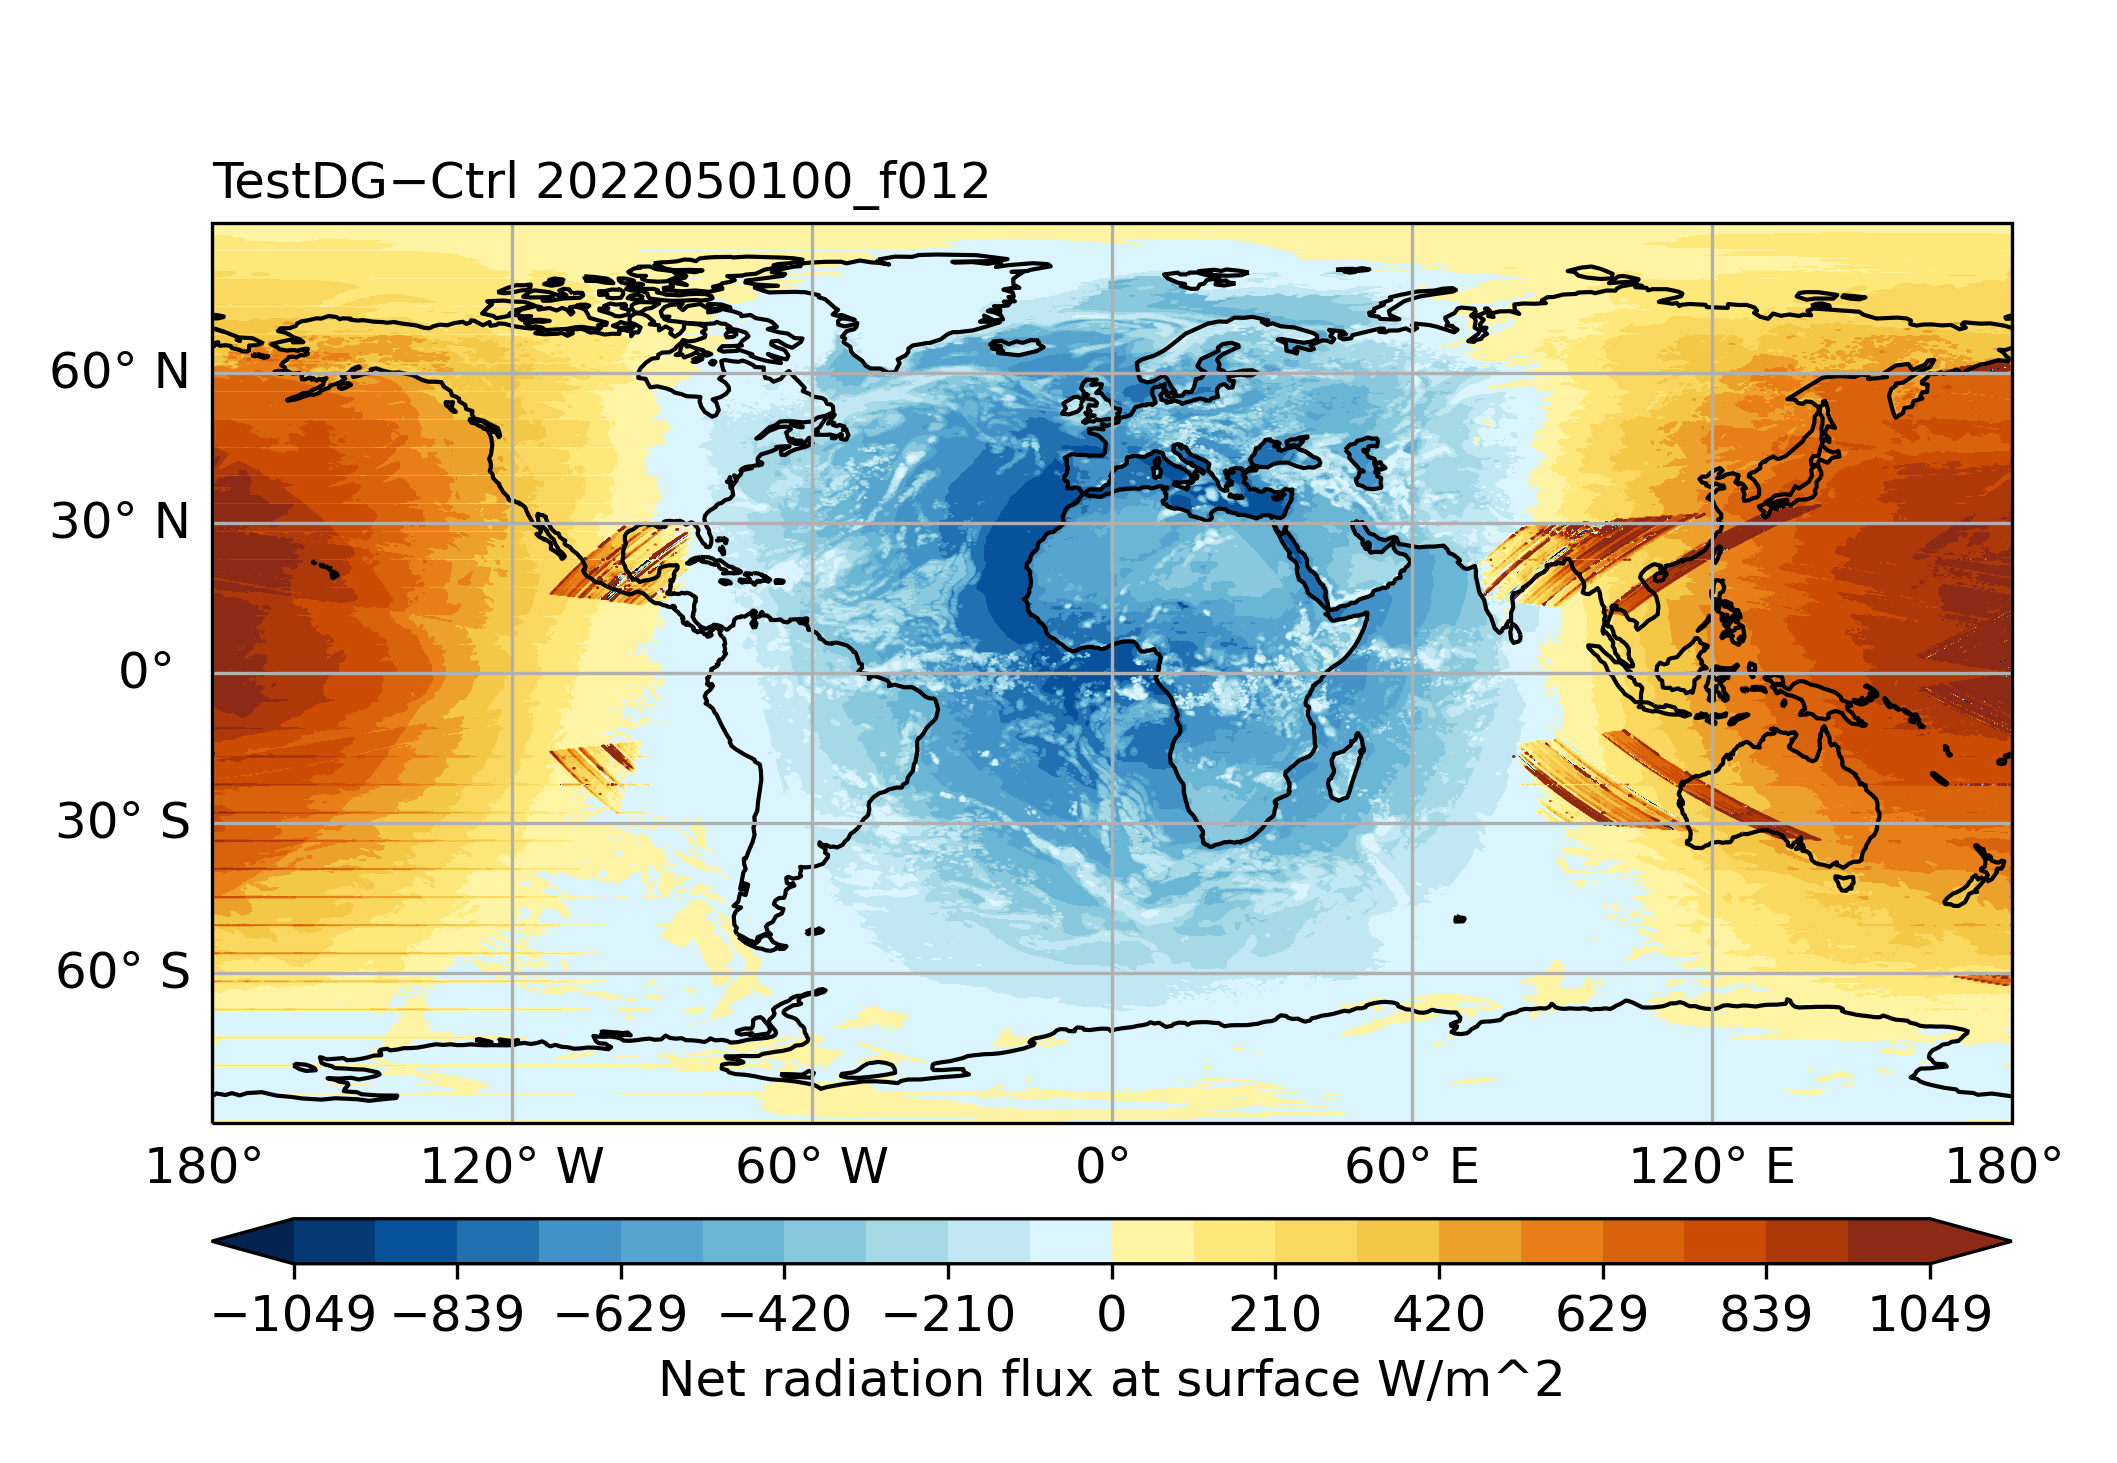 TestDG−Ctrl 2022050100_f012
60° N
30° N
0°
30° S
60° S
180° 120° W 60° W 0° 60° E 120° E 180°
−1049 −839 −629 −420 −210 0 210 420 629 839 1049
Net radiation flux at surface W/m^2